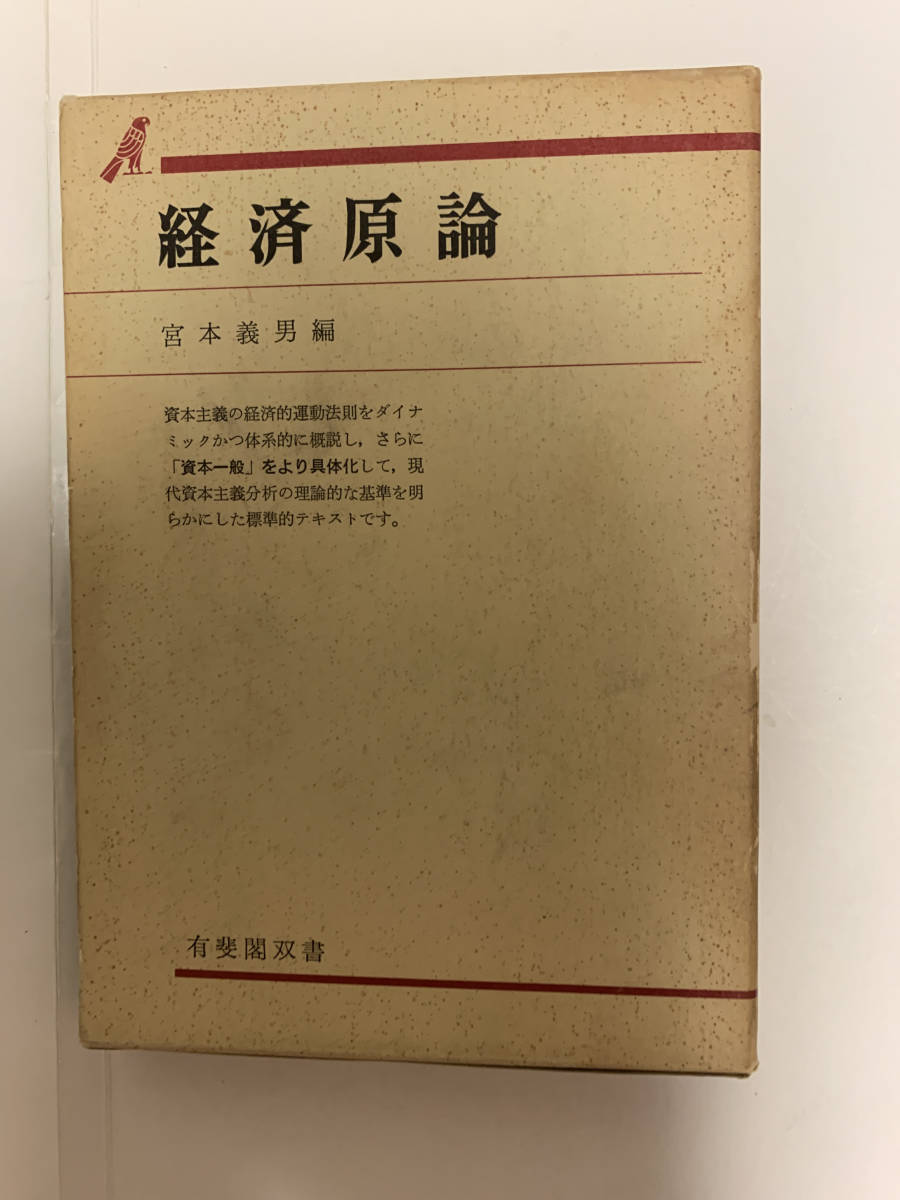 経済原論
宮本義男編
資本主義の経済的運動法則をダイナ
ミックかつ体系的に概説し，さらに
「資本一般」をより具体化して，現
代資本主義分析の理論的な基準を明
らかにした標準的テキストです。
有斐閣双書